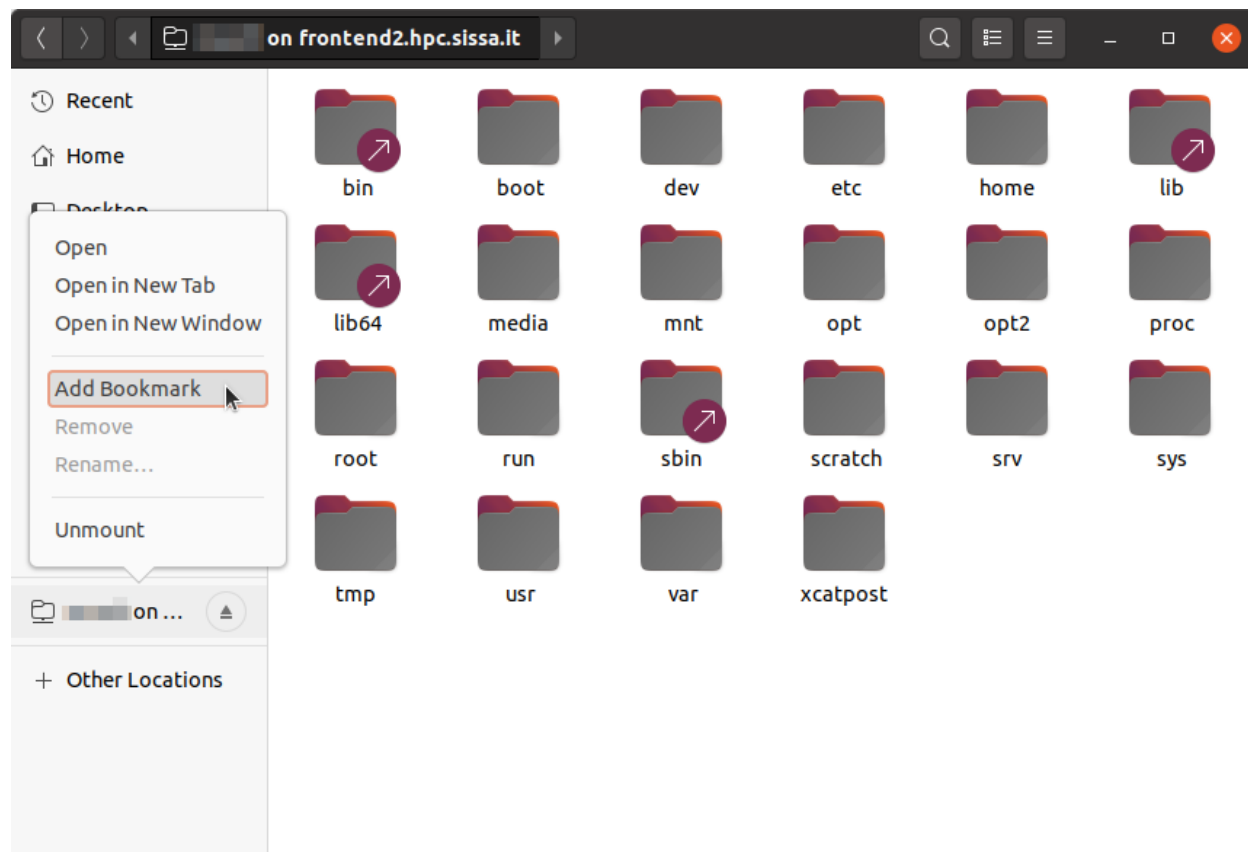 on frontend2.hpc.sissa.it
Recent
Home
Desktop
Open
Open in New Tab
Open in New Window
Add Bookmark
Remove
Rename...
Unmount
on ...
+ Other Locations
bin boot dev etc home lib
lib64 media mnt opt opt2 proc
root run sbin scratch srv sys
tmp usr var xcatpost